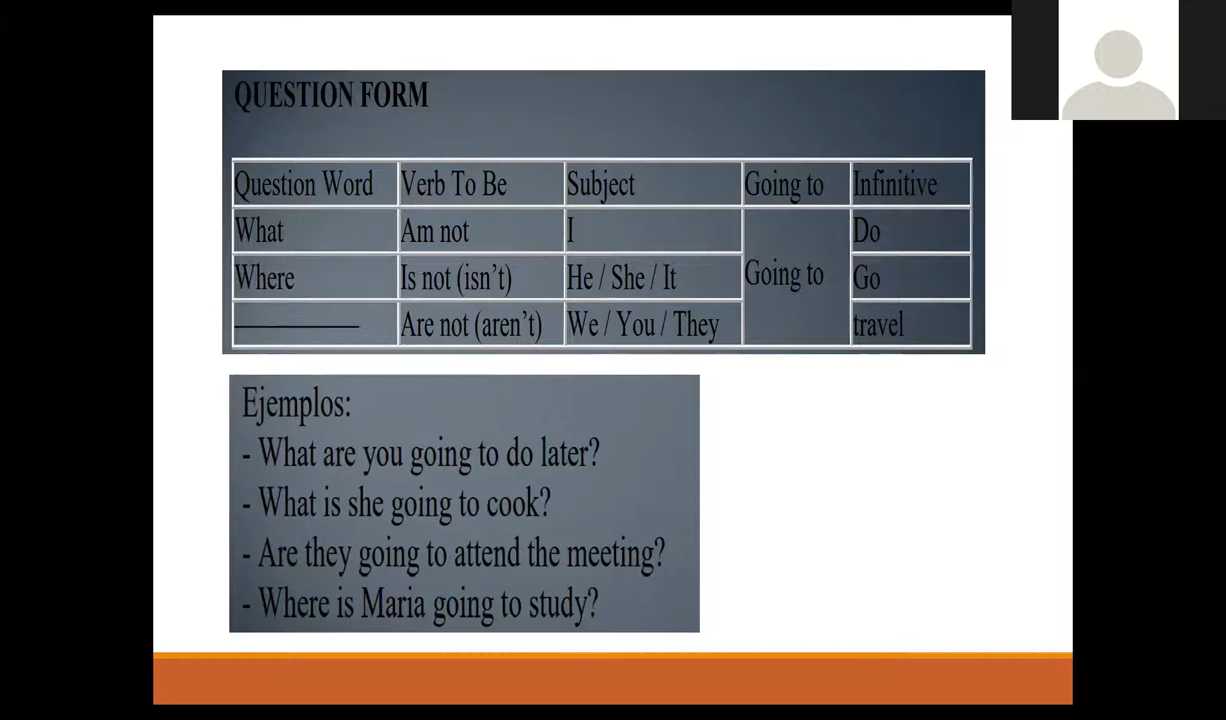 QUESTION FORM
Question Word Verb To Be Subject Going to Infinitive
What Am not I Do
Where Is not (isn't) He / She / It Going to Go
Are not (aren't) We / You / They travel
Ejemplos:
- What are you going to do later?
- What is she going to cook?
- Are they going to attend the meeting?
- Where is Maria going to study?